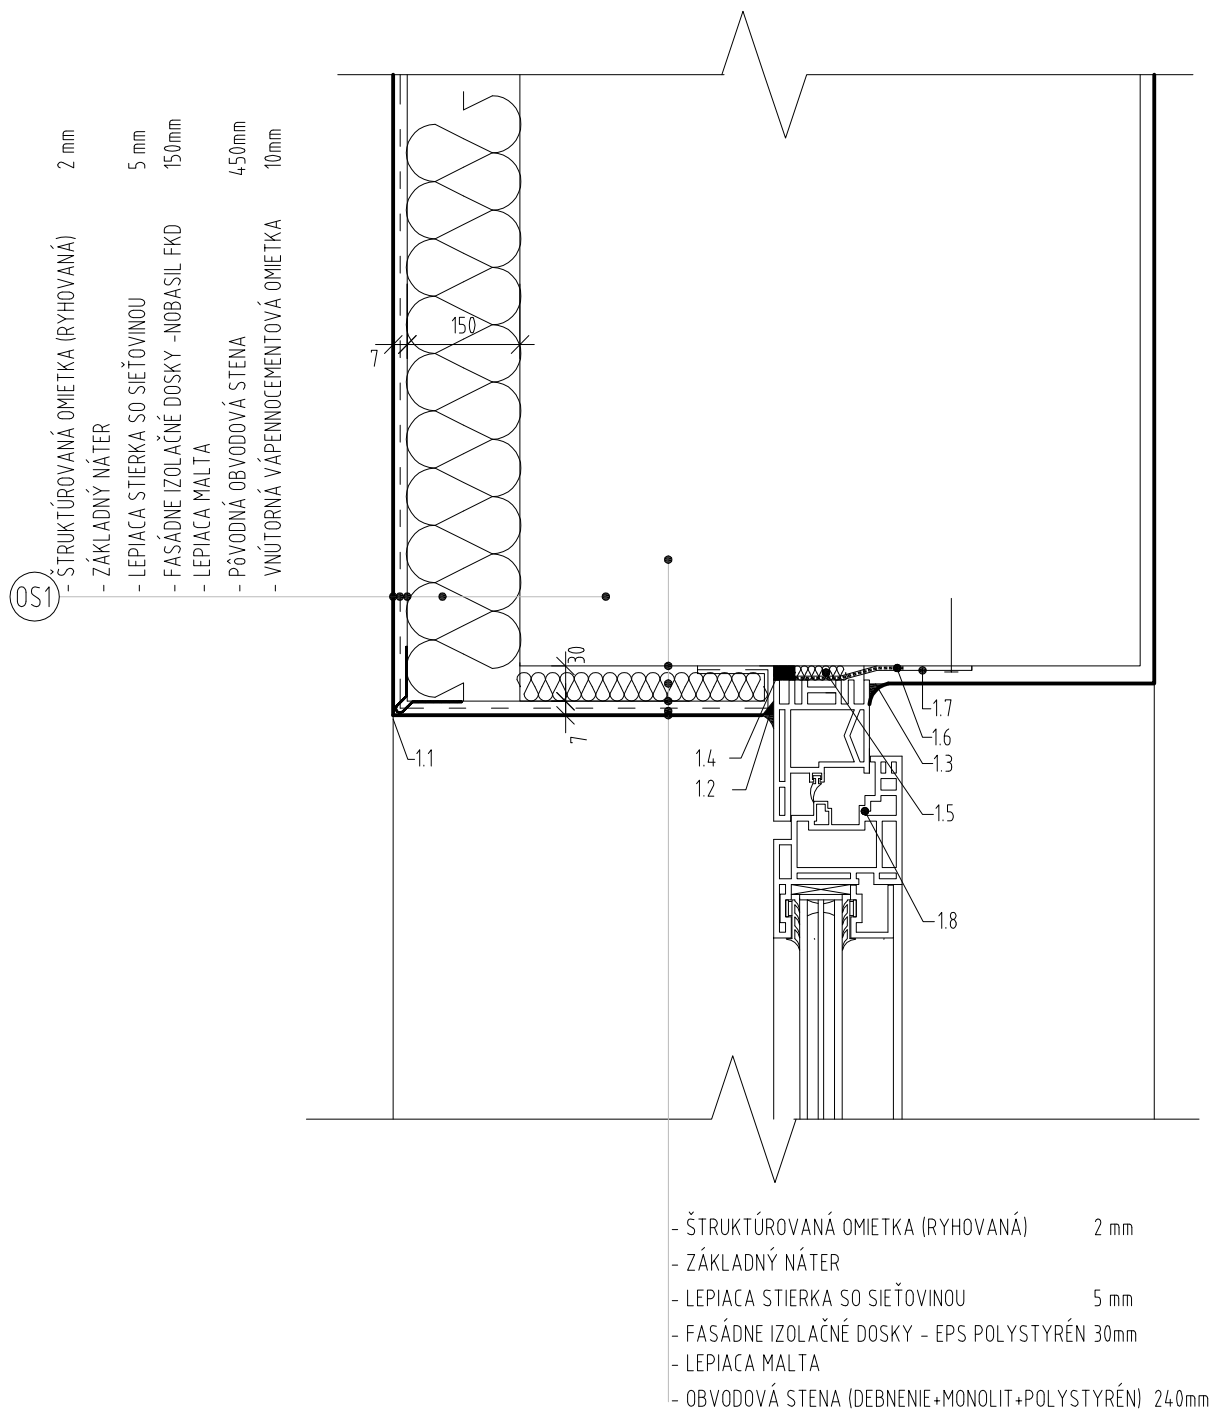 OS1
- ŠTRUKTÚROVANÁ OMIETKA (RYHOVANÁ) 2 mm
- ZÁKLADNÝ NÁTER
- LEPIACA STIERKA SO SIEŤOVINOU 5 mm
- FASÁDNE IZOLAČNÉ DOSKY -NOBASIL FKD 150mm
- LEPIACA MALTA
- PôVODNÁ OBVODOVÁ STENA 450mm
- VNÚTORNÁ VÁPENNOCEMENTOVÁ OMIETKA 10mm
150
7
30
7
1.1
1.4
1.2
1.7
1.6
1.3
1.5
1.8
- ŠTRUKTÚROVANÁ OMIETKA (RYHOVANÁ) 2 mm
- ZÁKLADNÝ NÁTER
- LEPIACA STIERKA SO SIEŤOVINOU 5 mm
- FASÁDNE IZOLAČNÉ DOSKY - EPS POLYSTYRÉN 30mm
- LEPIACA MALTA
- OBVODOVÁ STENA (DEBNENIE+MONOLIT+POLYSTYRÉN) 240mm